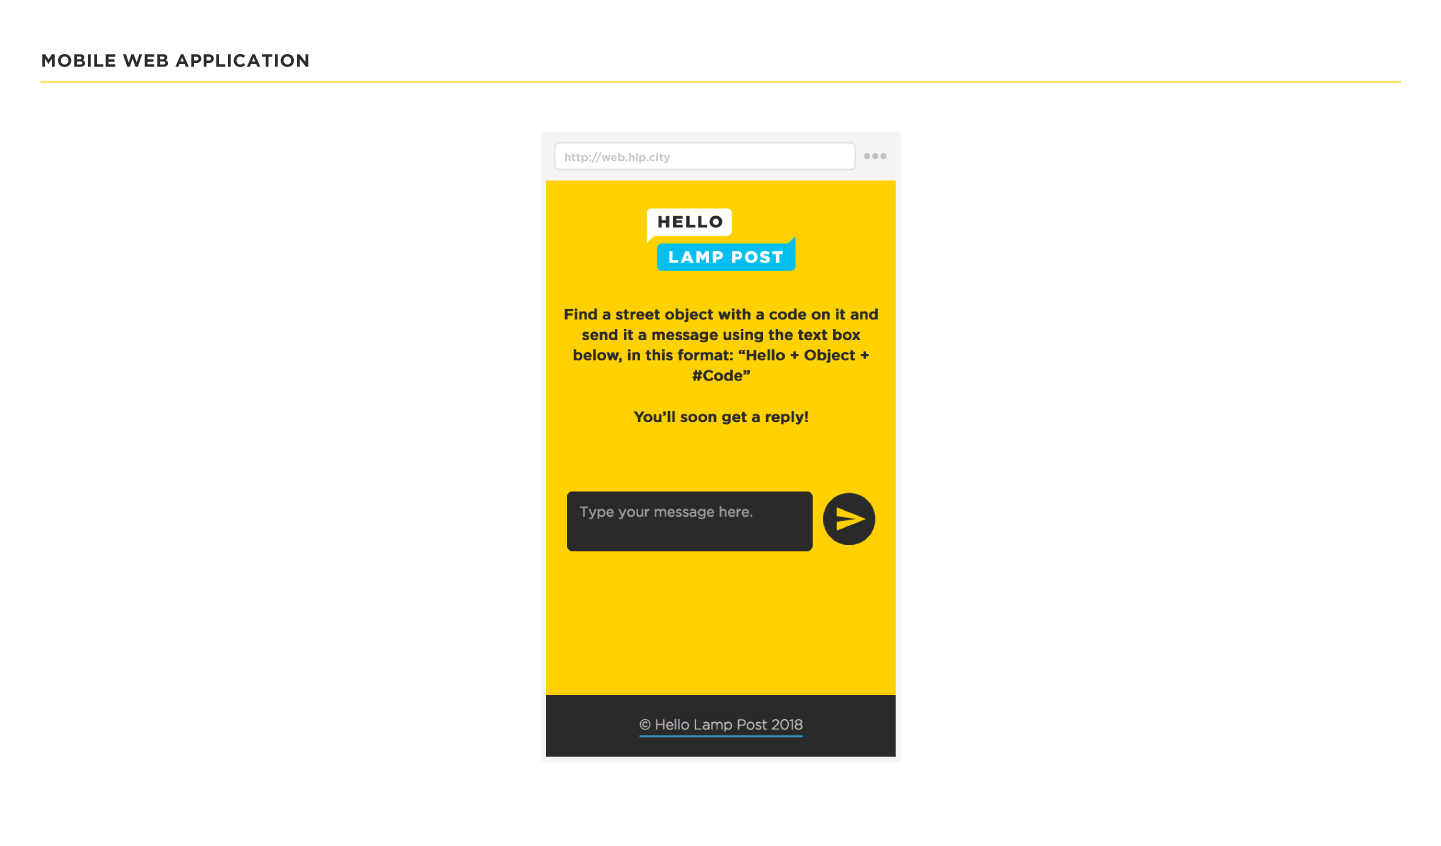 MOBILE WEB APPLICATION
http://web.hlp.city
HELLO
LAMP POST
Find a street object with a code on it and
send it a message using the text box
below, in this format: “Hello + Object +
#Code”
You’ll soon get a reply!
Type your message here.
© Hello Lamp Post 2018